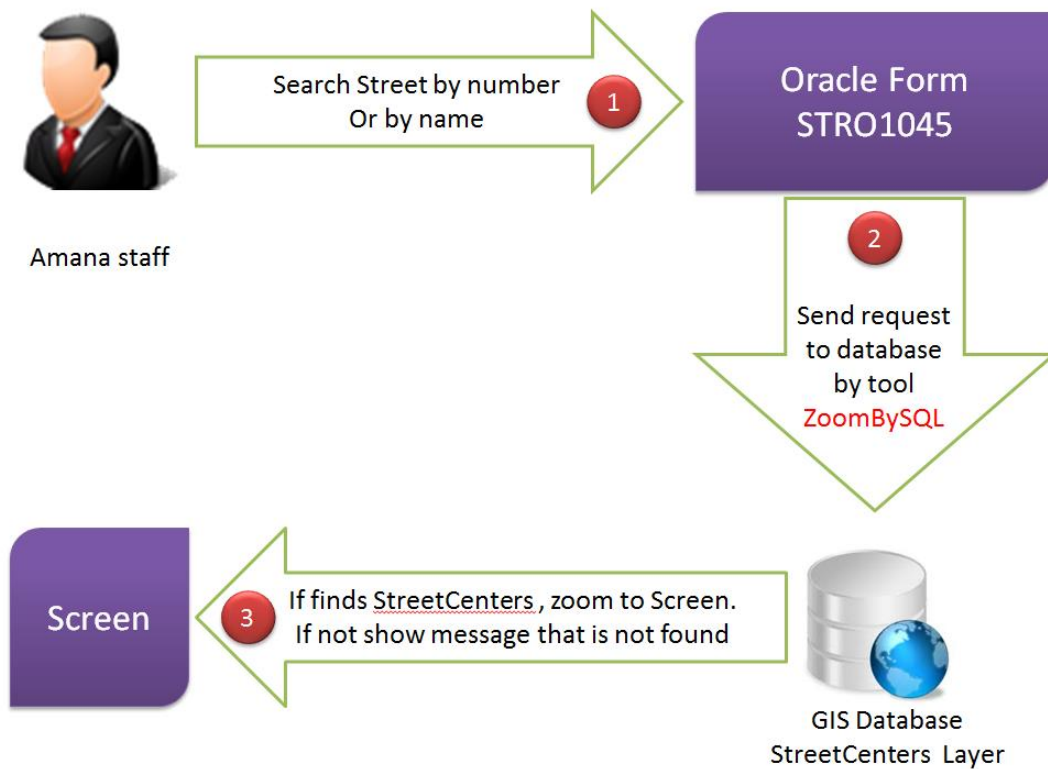 Amana staff
Search Street by number
Or by name
1
Oracle Form
STRO1045
2
Send request
to database
by tool
ZoomBySQL
GIS Database
StreetCenters Layer
3
If finds StreetCenters , zoom to Screen.
If not show message that is not found
Screen